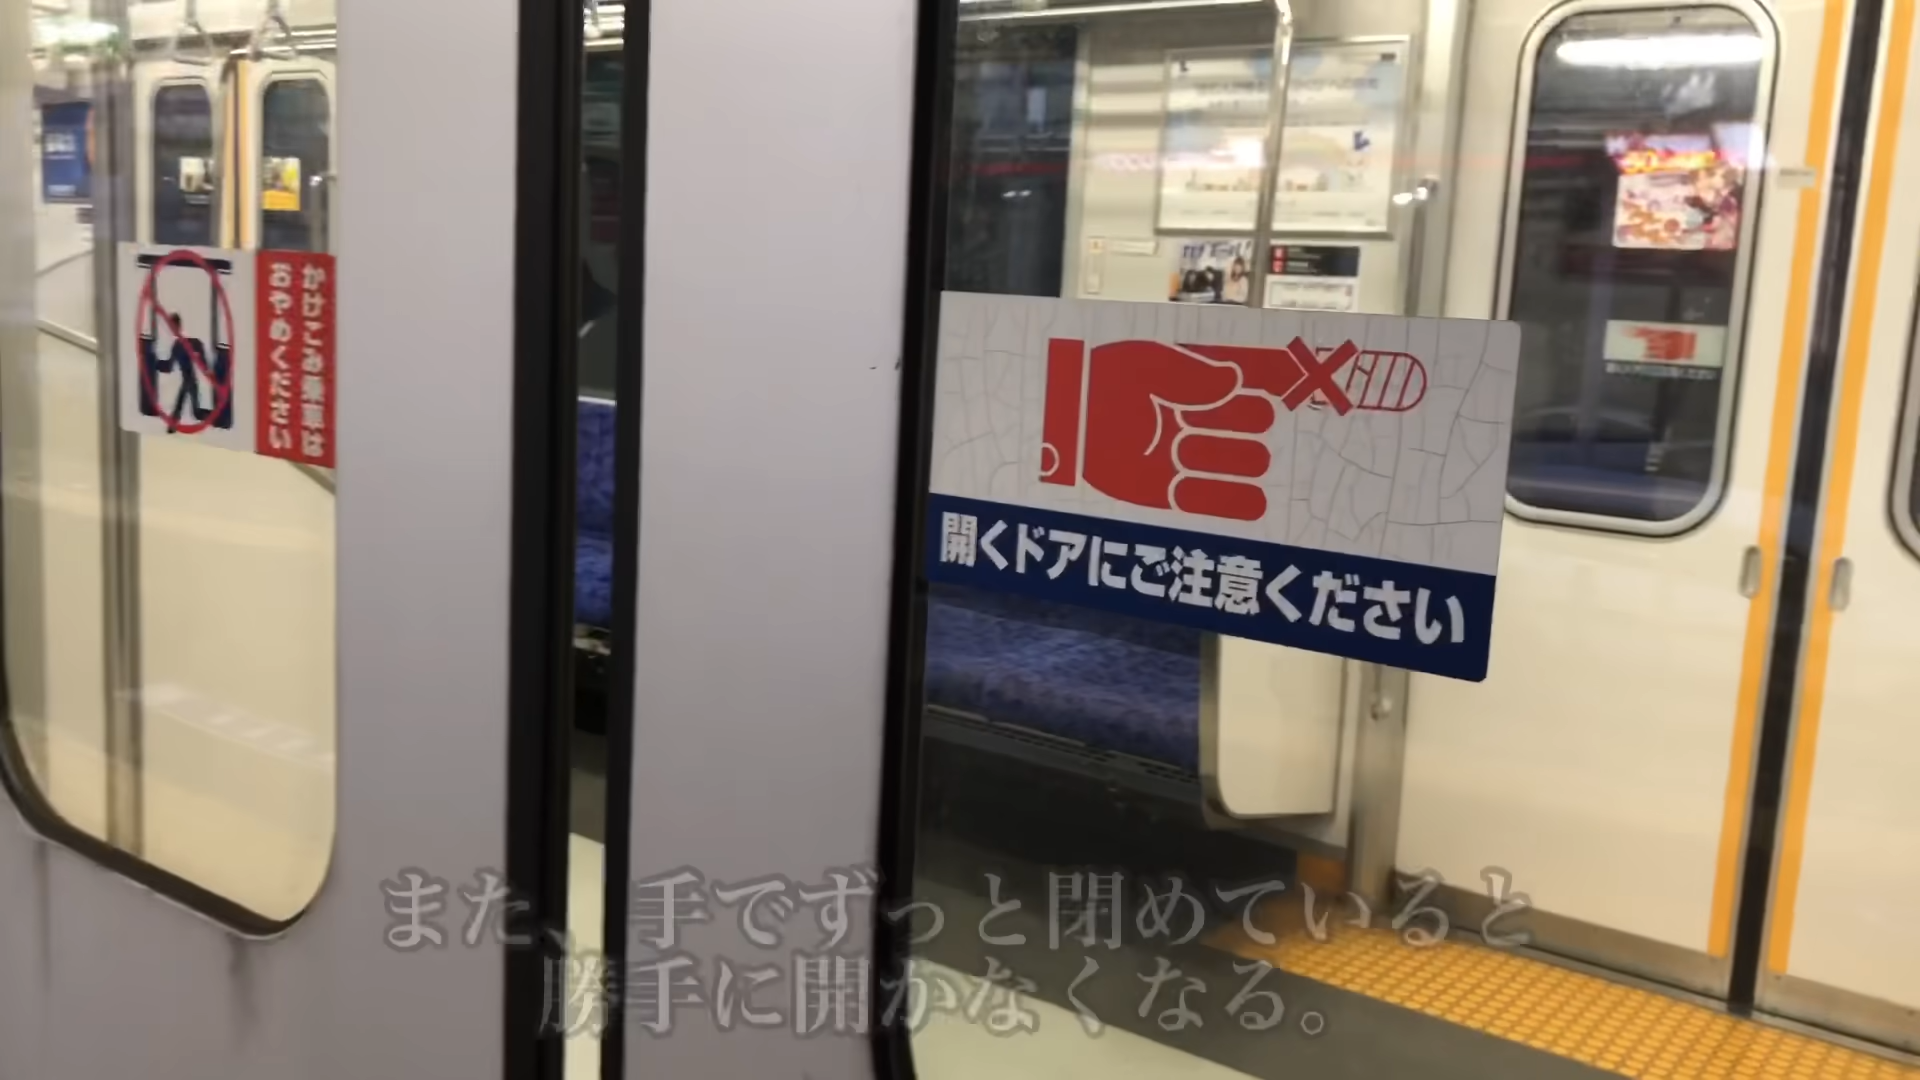 かけこみ乗車は
おやめください
開くドアにご注意ください
また、手でずっと閉めていると
勝手に開かなくなる。